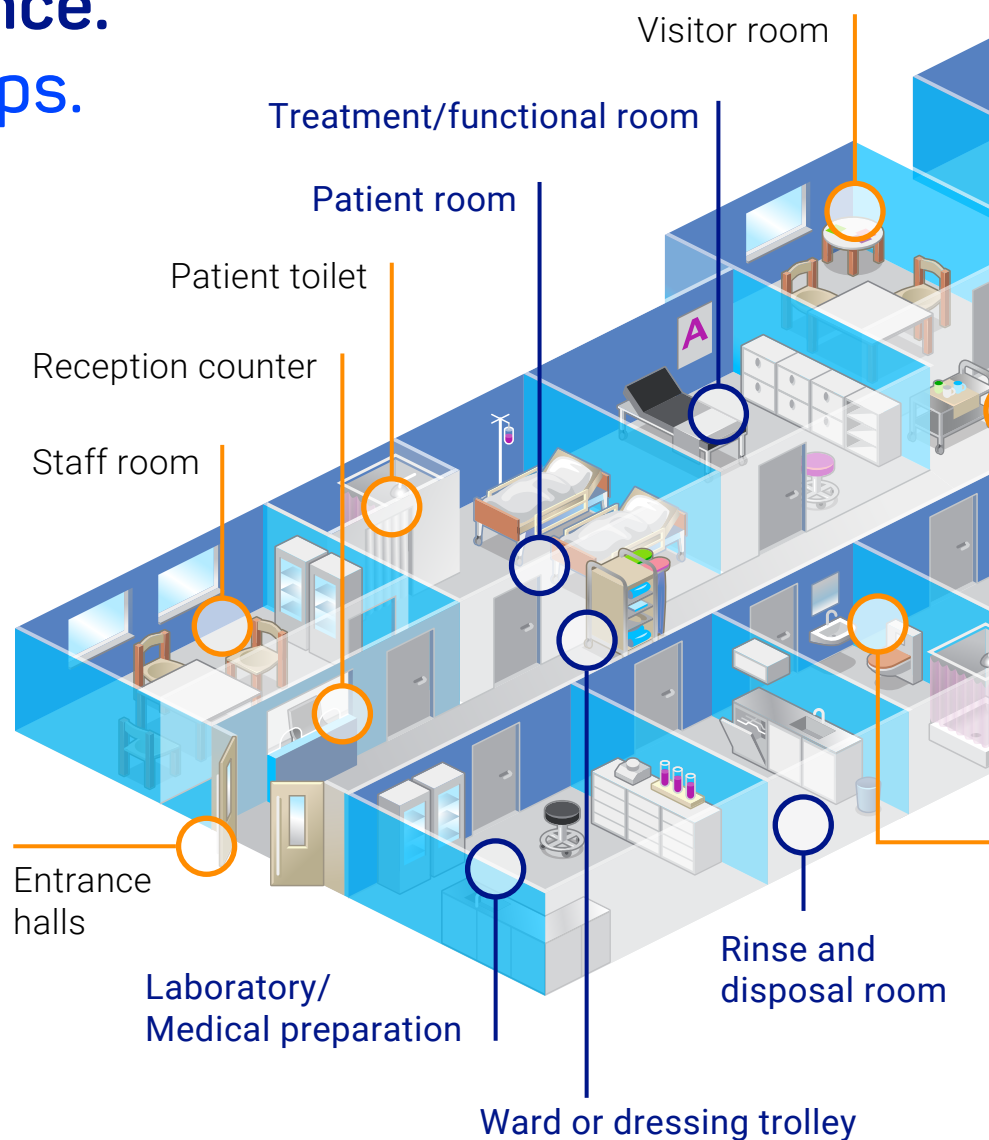 ps.
Visitor room
Treatment/functional room
Patient room
Patient toilet
Reception counter
Staff room
A
Entrance
halls
Laboratory/
Medical preparation
Rinse and
disposal room
Ward or dressing trolley